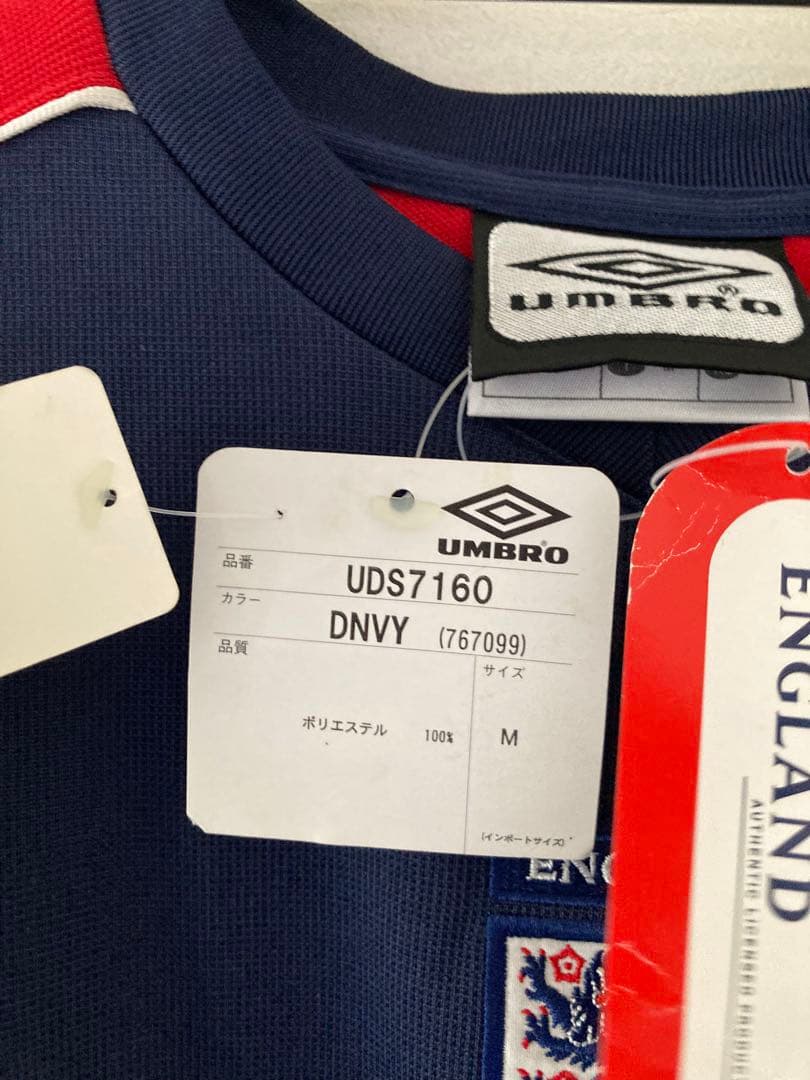 UMBRO®
UMBRO®
品番
UDS7160
カラー
DNVY (767099)
品質
サイズ
ポリエステル 100%
M
(インポートサイズ)
ENG
ENGLAND
AUTHENTIC LICENSED PRODUCT